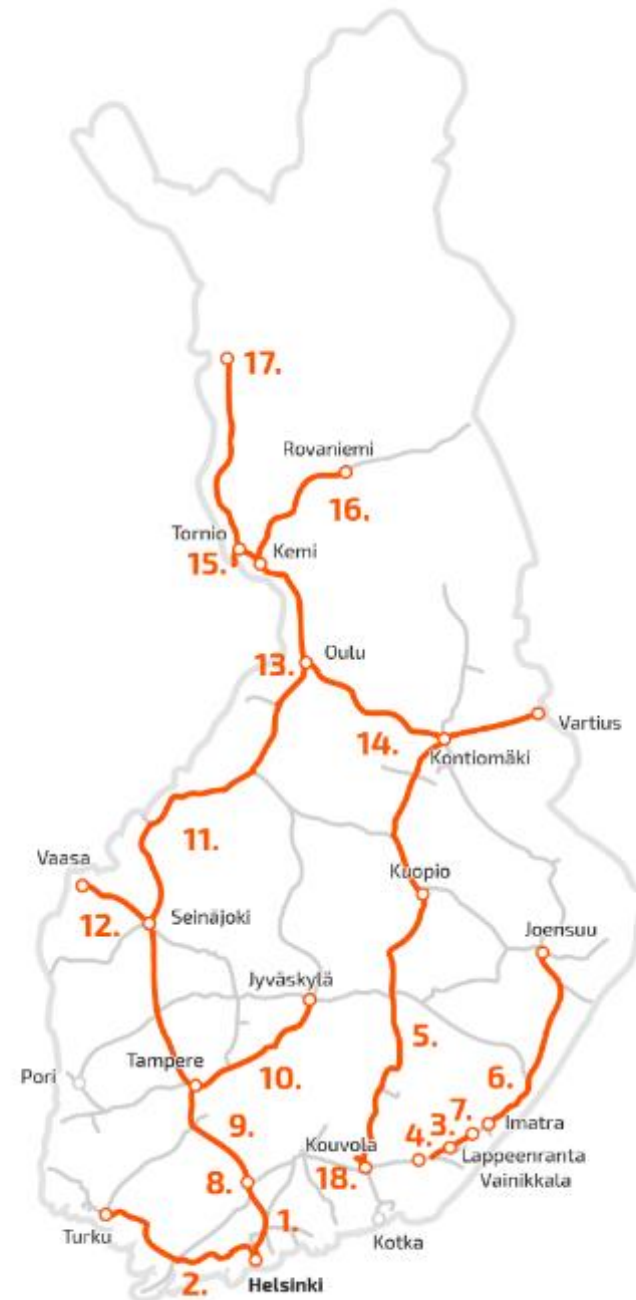 17.
Rovaniemi
16.
Tornio
15.
Kemi
13.
Oulu
14.
Vartius
Kontiomäki
11.
Vaasa
12.
Seinäjoki
Kuopio
Joensuu
Jyväskylä
5.
Tampere
10.
Pori
6.
9.
7.
3.
4.
Imatra
Kouvola
Lappeenranta
Vainikkala
18.
8.
1.
Turku
Kotka
2.
Helsinki